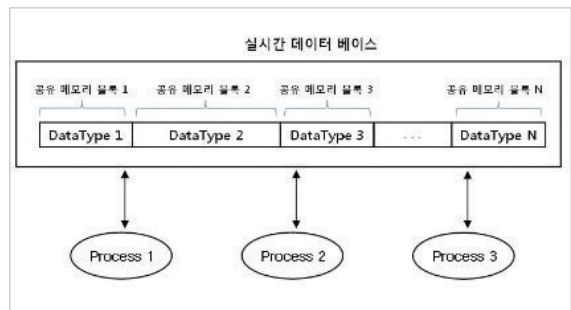 실시간 데이터 베이스
공유 메모리 블록 1 공유 메모리 블록 2 공유 메모리 블록 3 공유 메모리 블록 N
DataType 1 DataType 2 DataType 3 ... DataType N
Process 1 Process 2 Process 3